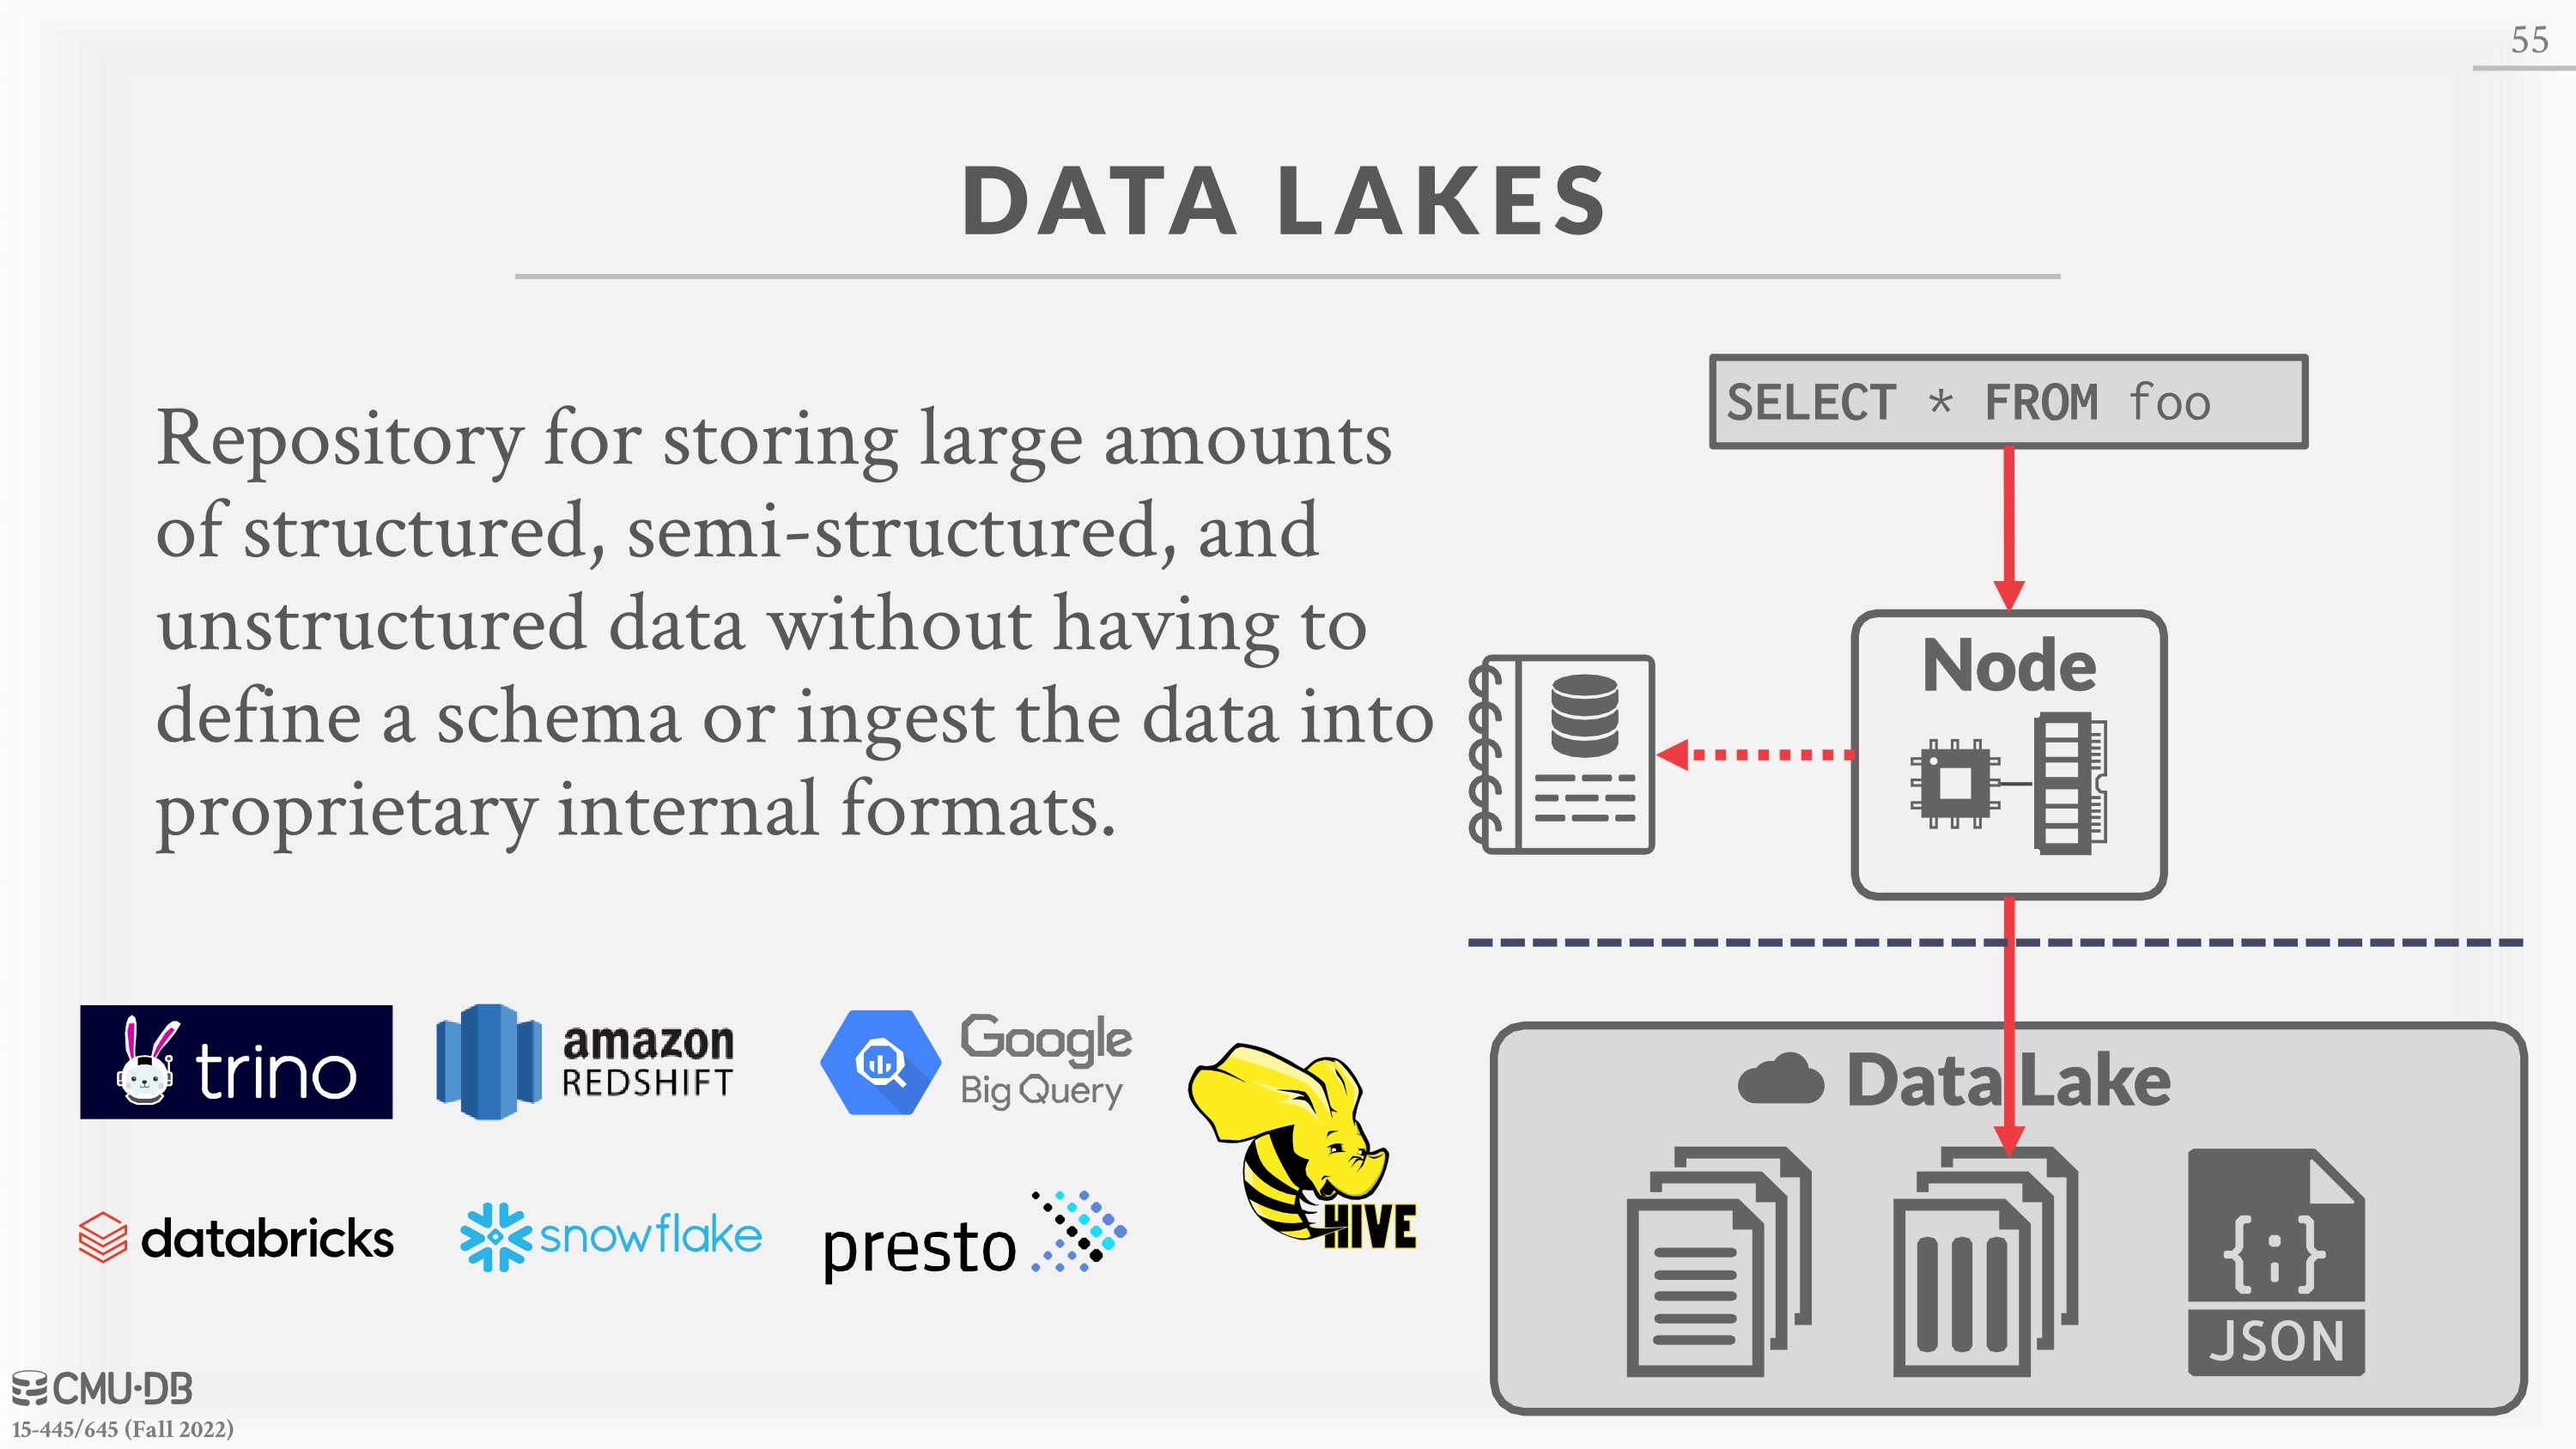 55
DATA LAKES
Repository for storing large amounts
of structured, semi-structured, and
unstructured data without having to
define a schema or ingest the data into
proprietary internal formats.
SELECT * FROM foo
Node
Data Lake
JSON
trino
amazon
REDSHIFT
Google
Big Query
HIVE
databricks
snowflake
presto
CMU·DB
15-445/645 (Fall 2022)